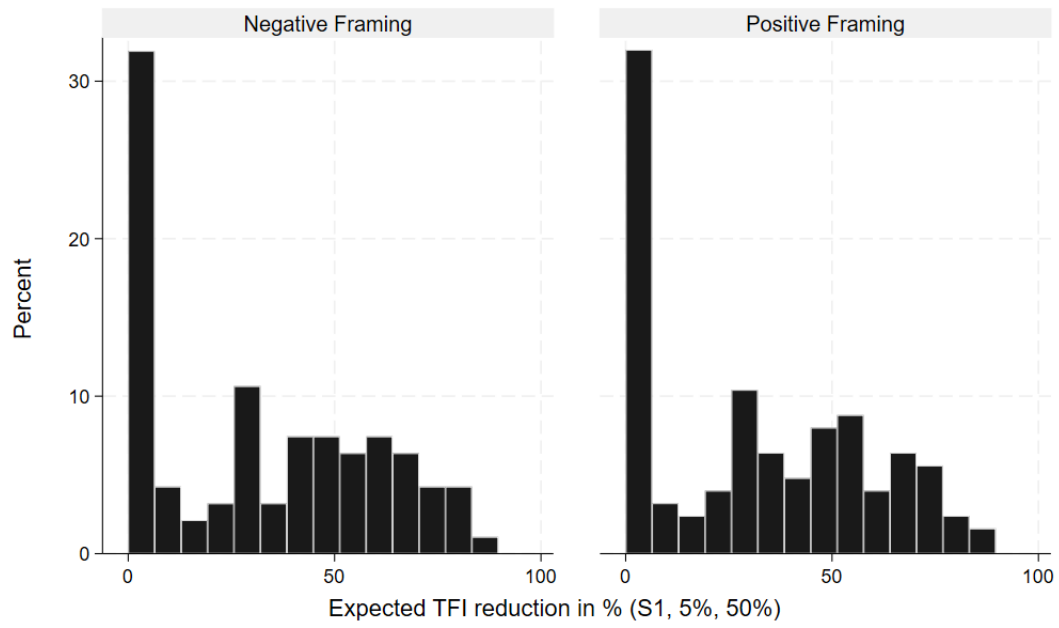 Negative Framing
Positive Framing
Percent
30
20
10
0
0
50
100
0
50
100
Expected TFI reduction in % (S1, 5%, 50%)